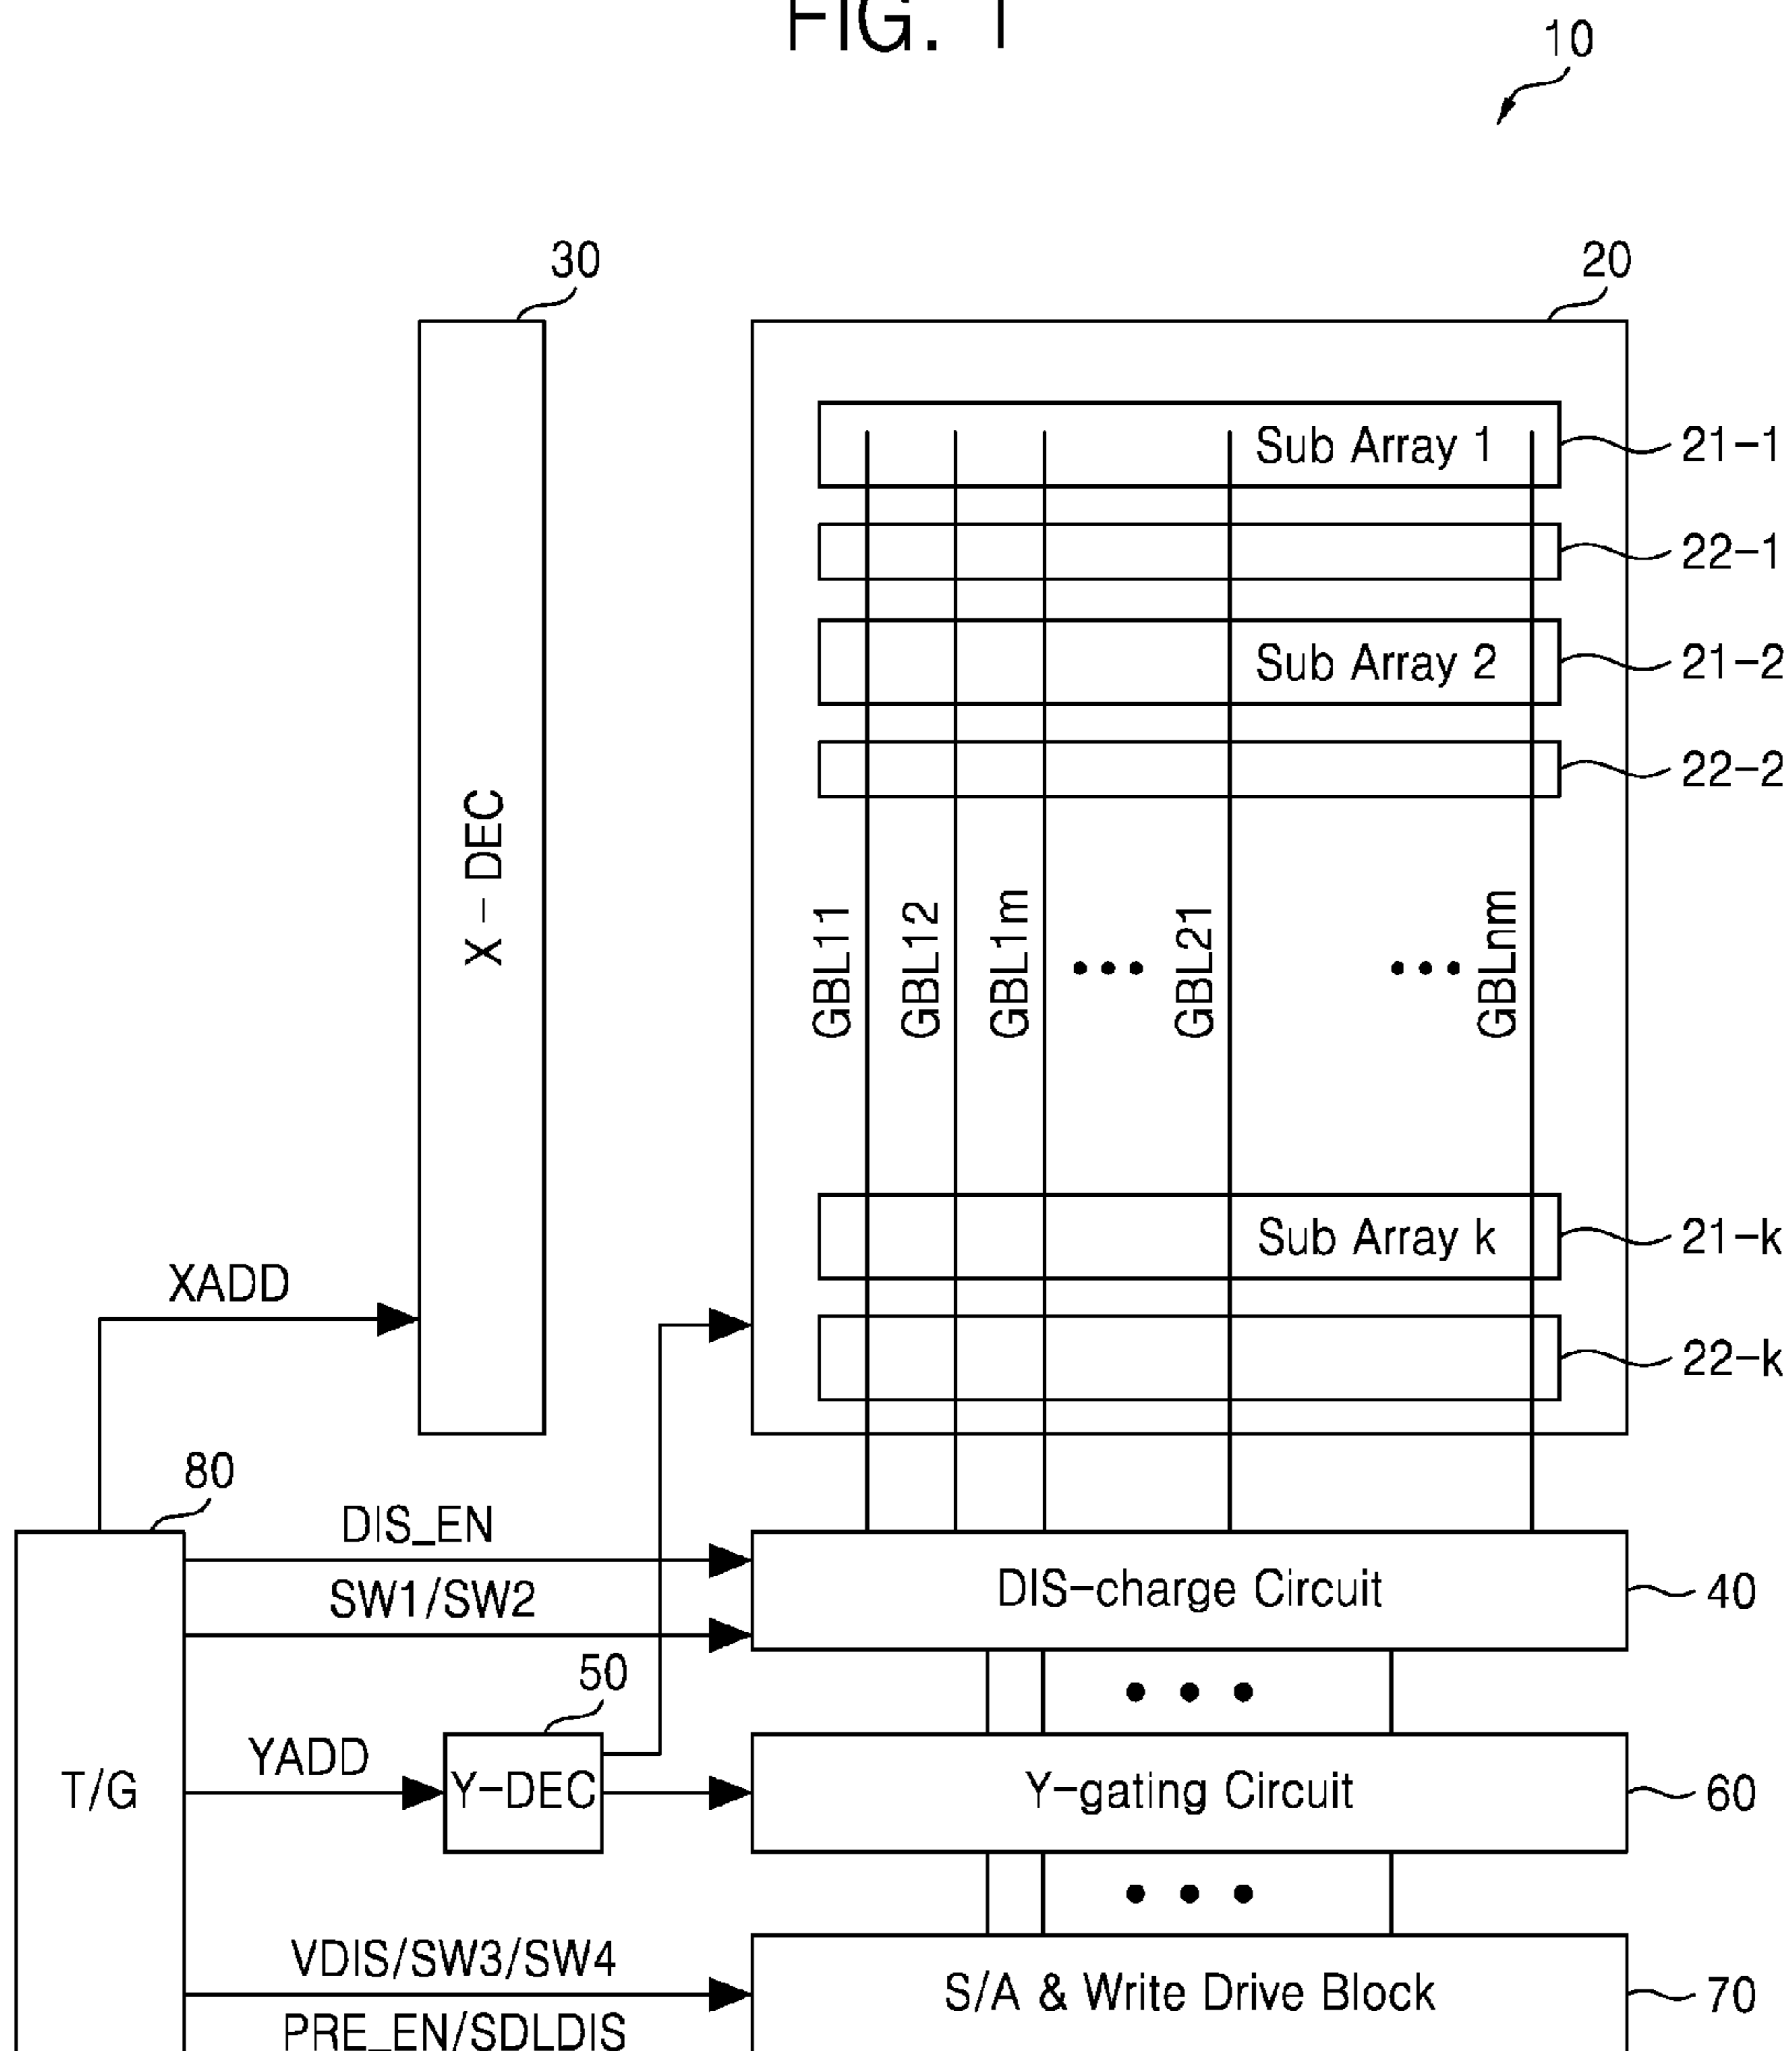 FIG. 1
10
30
20
Sub Array 1
21-1
22-1
Sub Array 2
21-2
22-2
X-DEC
GBL11
GBL12
GBL1m
•••
GBL21
•••
GBLnm
Sub Array k
21-k
XADD
22-k
80
DIS_EN
DIS-charge Circuit
40
SW1/SW2
50
•••
T/G
YADD
Y-DEC
Y-gating Circuit
60
•••
VDIS/SW3/SW4
S/A & Write Drive Block
70
PRE_EN/SDLDIS